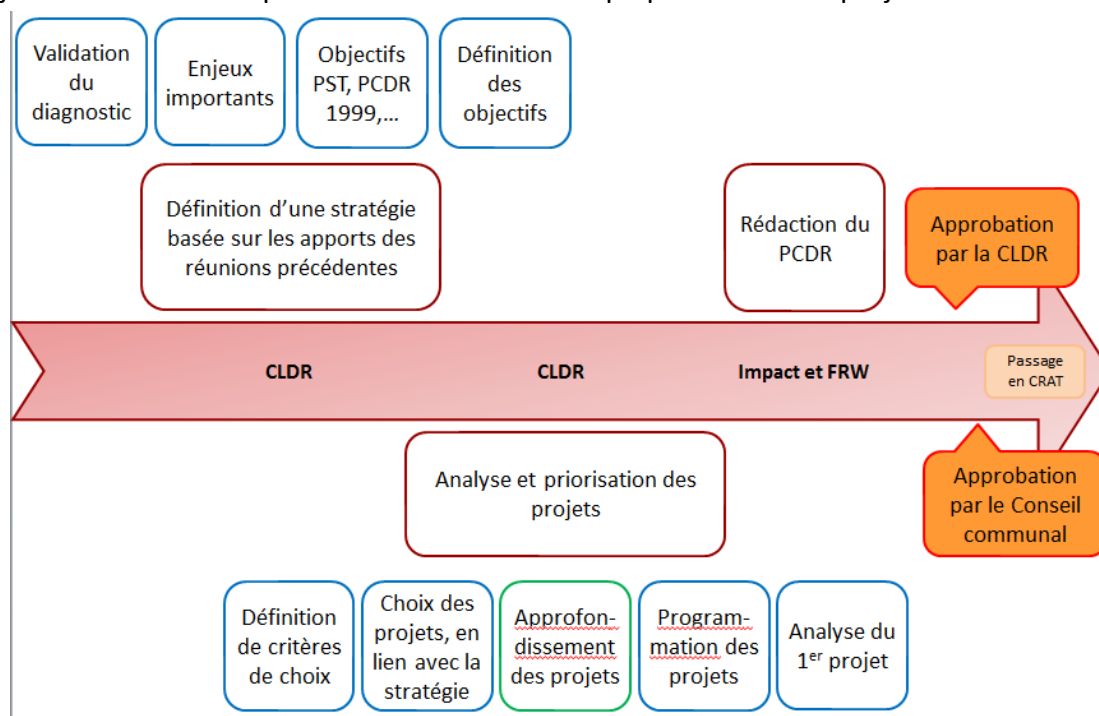 Validation
du
diagnostic
Enjeux
importants
Objectifs
PST, PCDR
1999,...
Définition
des
objectifs
Définition d'une stratégie
basée sur les apports des
réunions précédentes
Rédaction du
PCDR
Approbation
par la CLDR
CLDR
CLDR
Impact et FRW
Passage
en CRAT
Analyse et priorisation des
projets
Approbation
par le Conseil
communal
Définition
de critères
de choix
Choix des
projets, en
lien avec la
stratégie
Approfon-
dissement
des projets
Program-
mation des
projets
Analyse du
1er projet